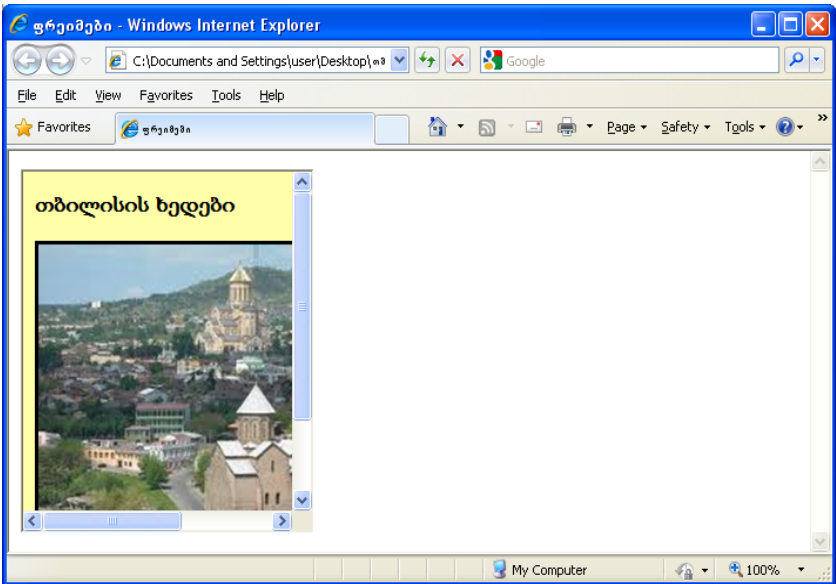 ფრეიმები - Windows Internet Explorer
C:\Documents and Settings\user\Desktop\თბ Google
File Edit View Favorites Tools Help
Favorites ფრეიმები Page Safety Tools
თბილისის ხედები
My Computer 100%